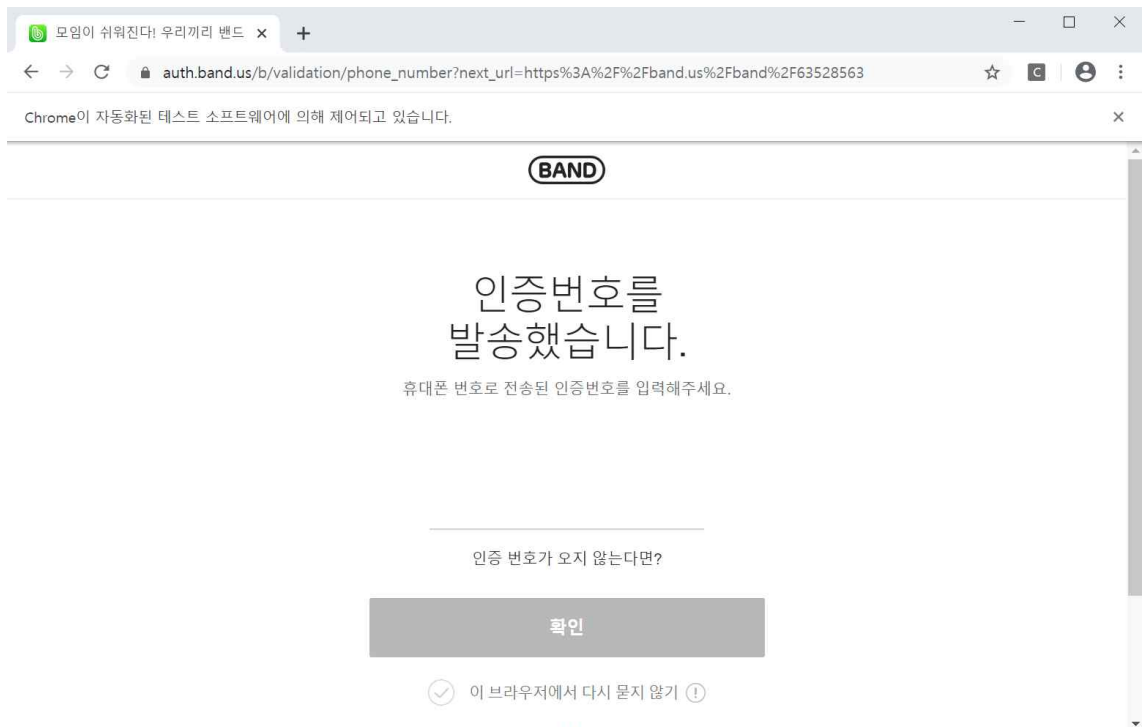 모임이 쉬워진다! 우리끼리 밴드
auth.band.us/b/validation/phone_number?next_url=https%3A%2F%2Fband.us%2Fband%2F63528563
C
Chrome이 자동화된 테스트 소프트웨어에 의해 제어되고 있습니다.
BAND
인증번호를
발송했습니다.
휴대폰 번호로 전송된 인증번호를 입력해주세요.
인증 번호가 오지 않는다면?
확인
이 브라우저에서 다시 묻지 않기